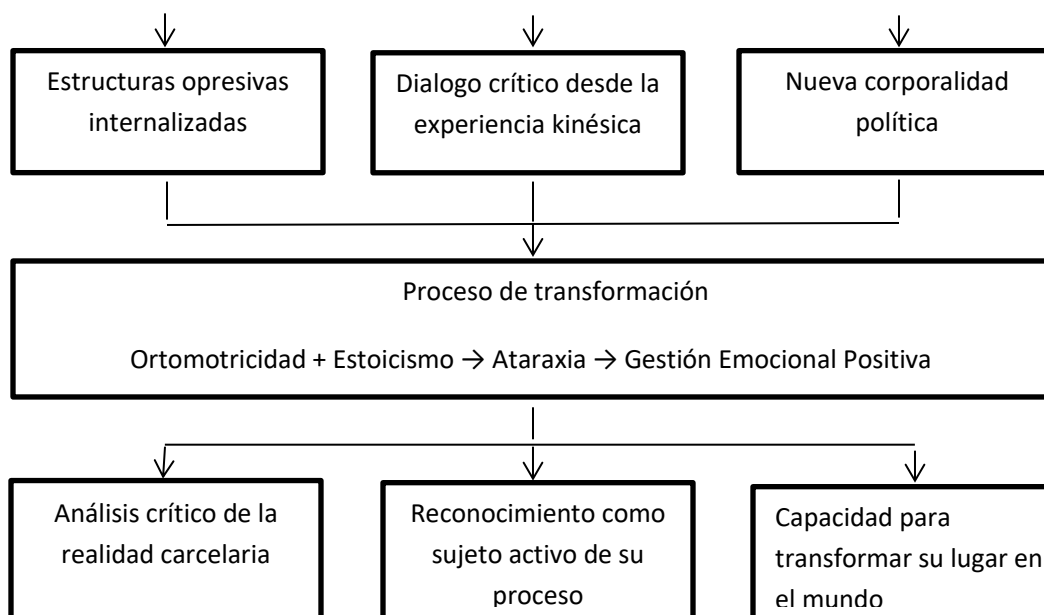 Estructuras opresivas
internalizadas
Dialogo crítico desde la
experiencia kinésica
Nueva corporalidad
política
Proceso de transformación
Ortomotricidad + Estoicismo → Ataraxia → Gestión Emocional Positiva
Análisis crítico de la
realidad carcelaria
Reconocimiento como
sujeto activo de su
proceso
Capacidad para
transformar su lugar en
el mundo